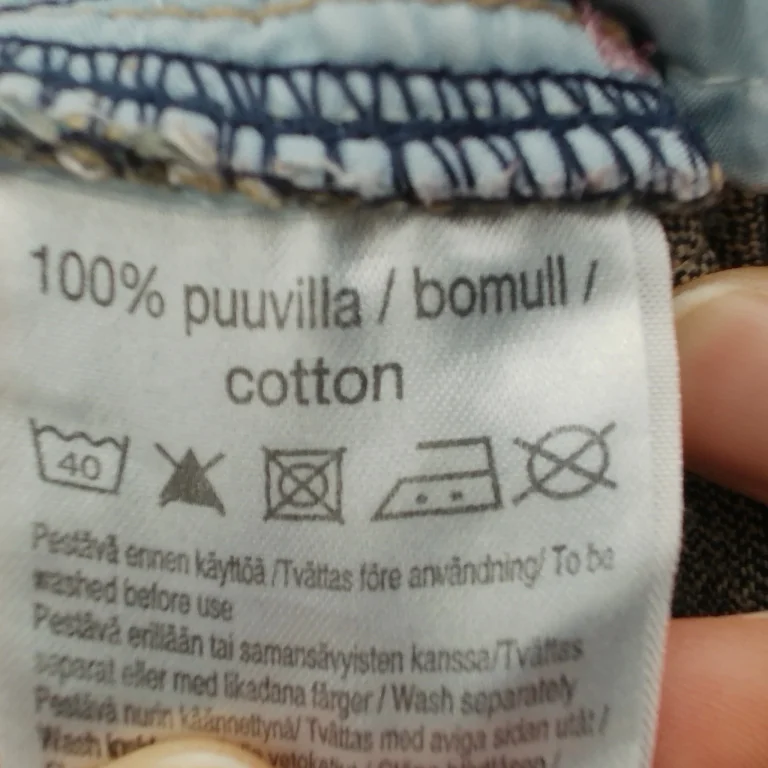 100% puuvilla / bomull /
cotton
40
Pestävä ennen käyttöä /Tvättas före användning/ To be
washed before use
Pestävä erillään tai samansävyisten kanssa/Tvättas
separat eller med likadana färger / Wash separately
Pestävä nurin käännettynä/ Tvättas med aviga sidan utåt /
Wash